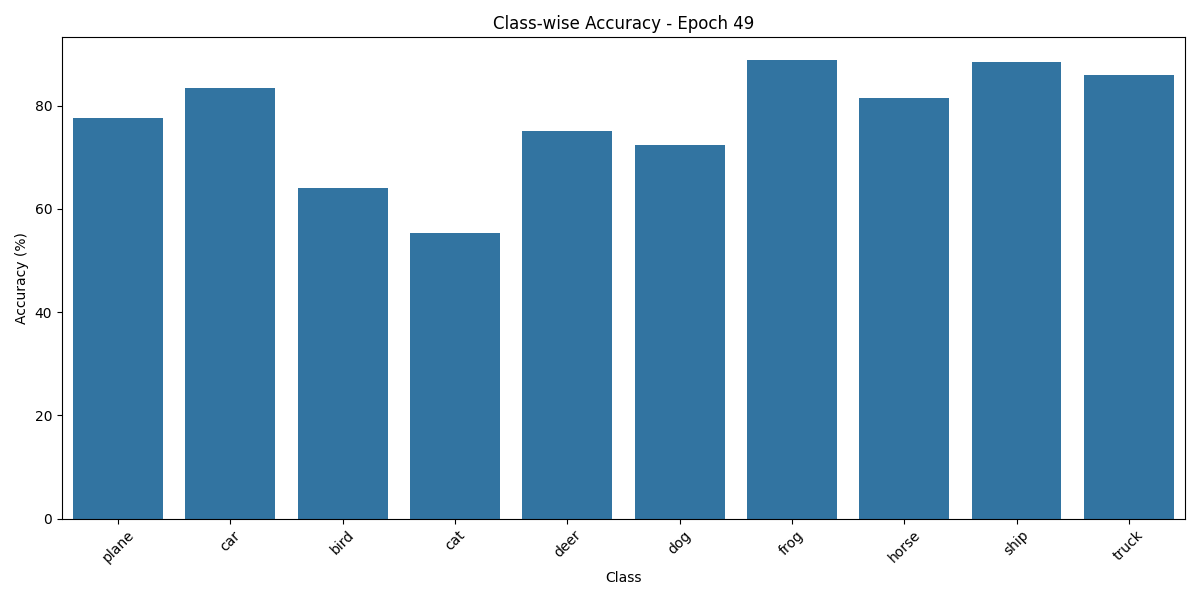 Class-wise Accuracy - Epoch 49
Accuracy (%)
80
60
40
20
0
plane car bird cat deer dog frog horse ship truck
Class